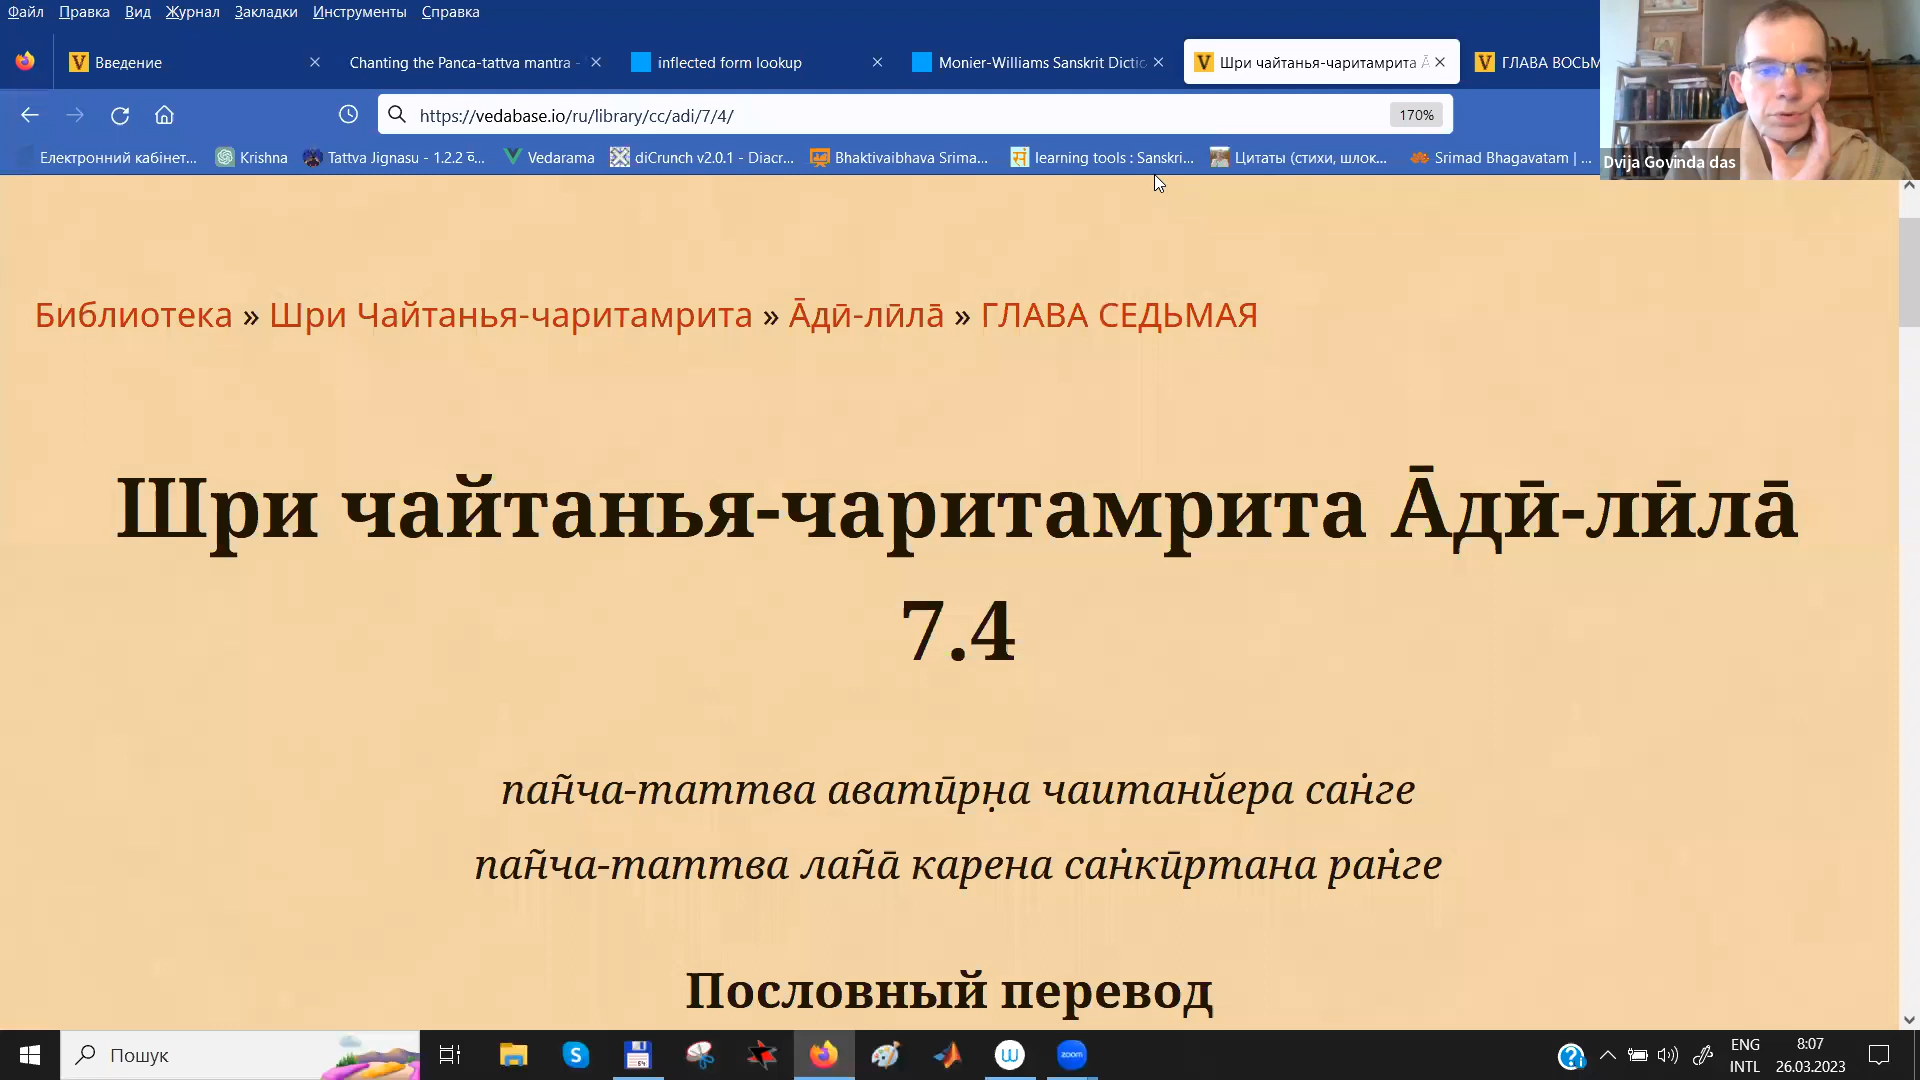 Файл Правка Вид Журнал Закладки Инструменты Справка
Введение Chanting the Panca-tattva mantra - inflected form lookup Monier-Williams Sanskrit Dictio Шри чайтанья-чаритамрита Ā ГЛАВА ВОСЬМ
https://vedabase.io/ru/library/cc/adi/7/4/ 170%
Електронний кабінет... Krishna Tattva Jignasu - 1.2.2 ह... Vedarama diCrunch v2.0.1 - Diacr... Bhaktivaibhava Srima... learning tools : Sanskri... Цитаты (стихи, шлок... Srimad Bhagavatam | ...
Dvija Govinda das
Библиотека » Шри Чайтанья-чаритамрита » А̄дӣ-лӣла̄ » ГЛАВА СЕДЬМАЯ
Шри чайтанья-чаритамрита А̄дӣ-лӣла̄
7.4
пан̃ча-таттва аватӣрн̣а чаитанйера сан̇ге
пан̃ча-таттва лан̃а̄ карена сан̇кӣртана ран̇ге
Пословный перевод
Пошук
zoom
ENG
INTL
8:07
26.03.2023